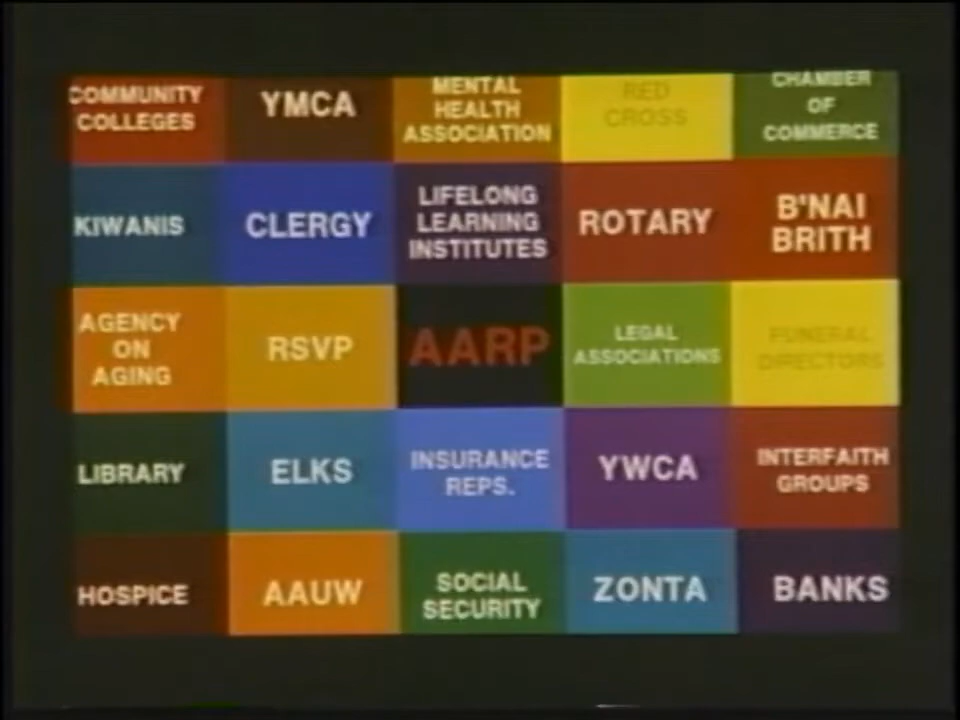 COMMUNITY
COLLEGES
YMCA
MENTAL
HEALTH
ASSOCIATION
RED
CROSS
CHAMBER
OF
COMMERCE
KIWANIS
CLERGY
LIFELONG
LEARNING
INSTITUTES
ROTARY
B'NAI
BRITH
AGENCY
ON
AGING
RSVP
AARP
LEGAL
ASSOCIATIONS
FUNERAL
DIRECTORS
LIBRARY
ELKS
INSURANCE
REPS.
YWCA
INTERFAITH
GROUPS
HOSPICE
AAUW
SOCIAL
SECURITY
ZONTA
BANKS